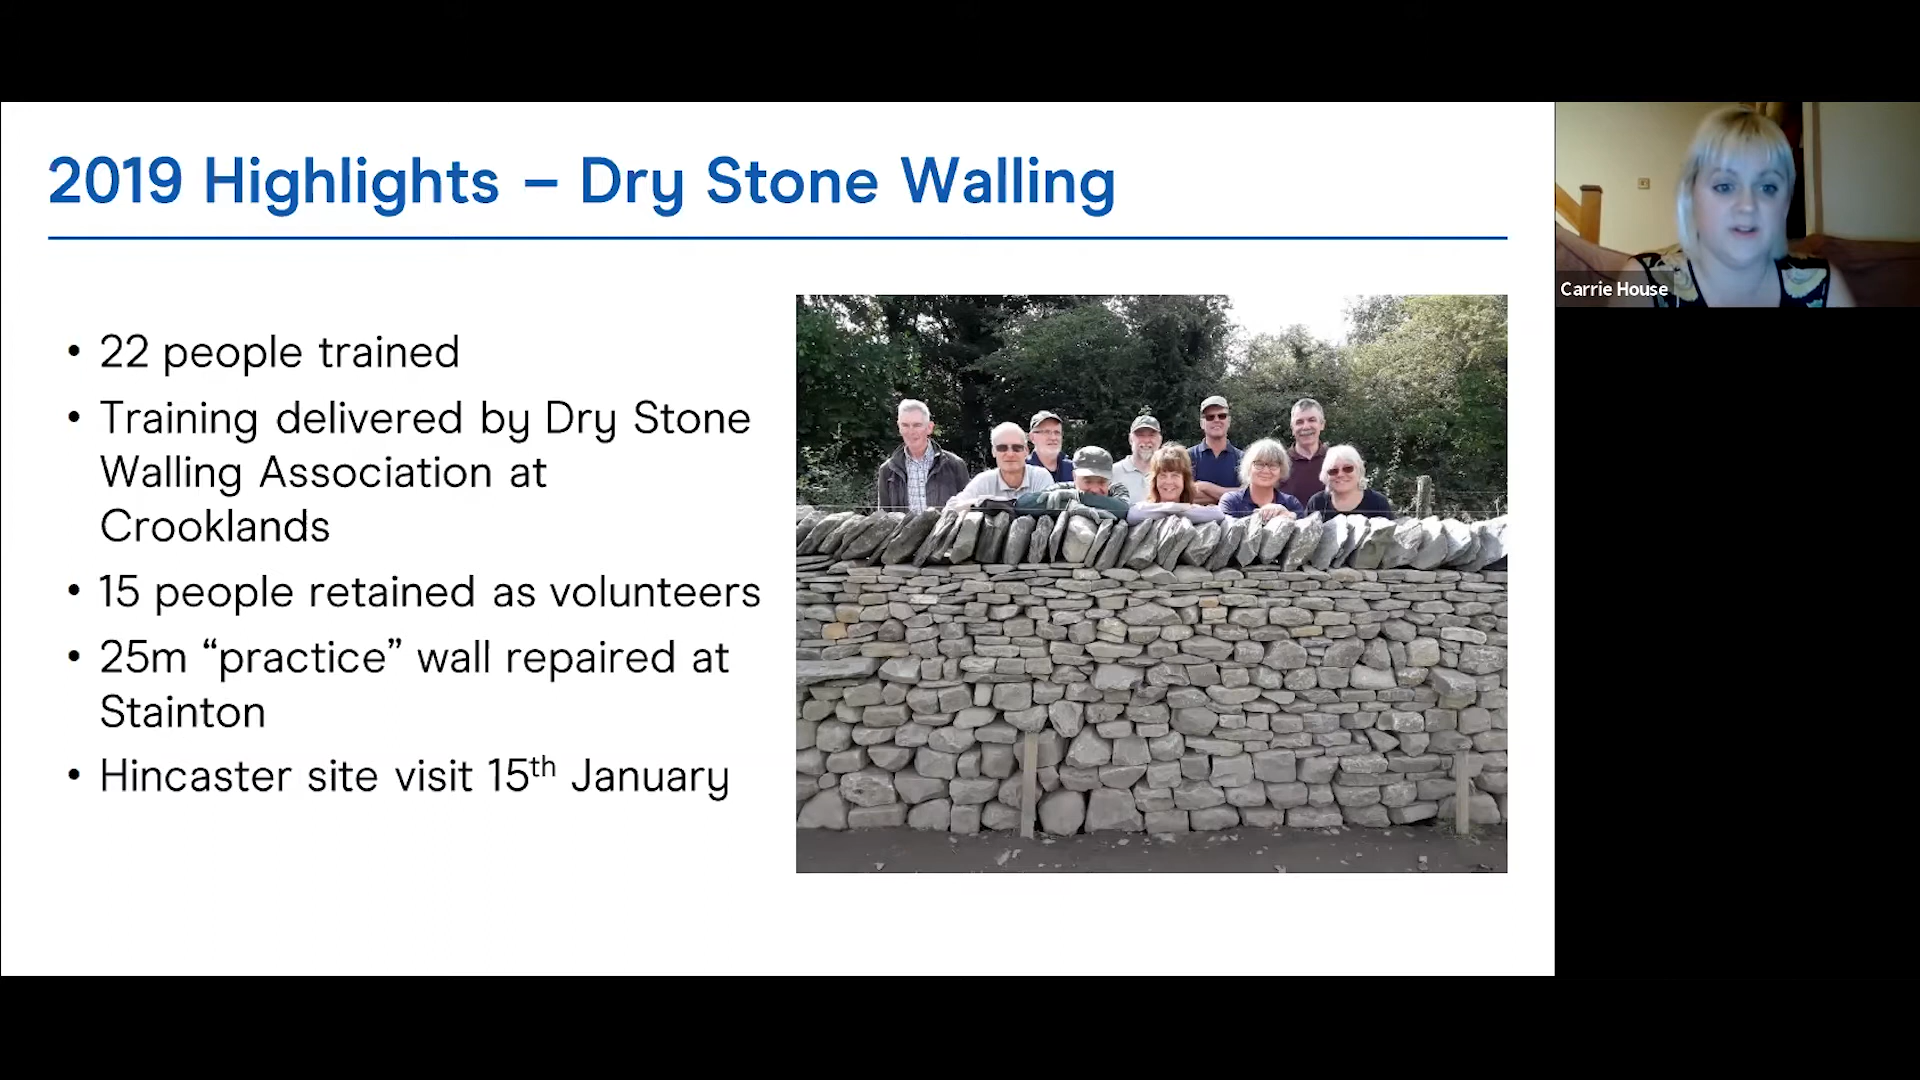 2019 Highlights – Dry Stone Walling
• 22 people trained
• Training delivered by Dry Stone
Walling Association at
Crooklands
• 15 people retained as volunteers
• 25m “practice” wall repaired at
Stainton
• Hincaster site visit 15th January
Carrie House